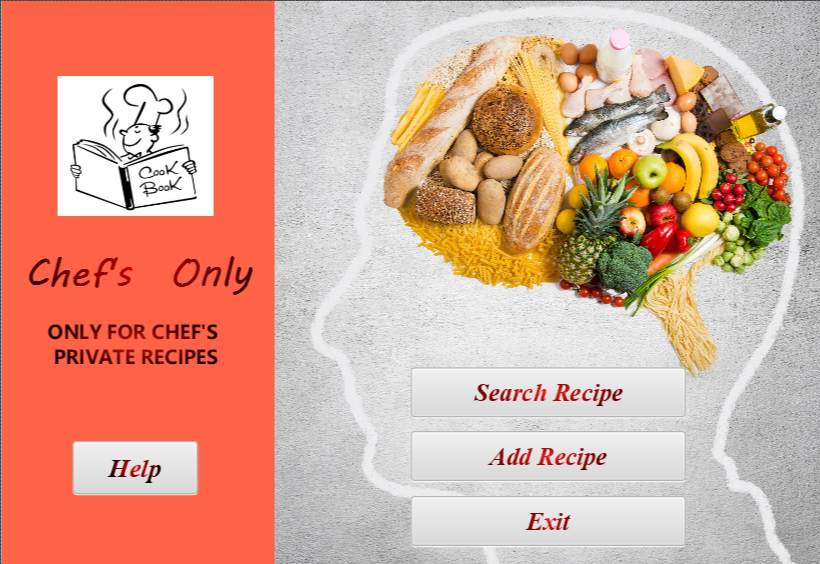 COOK
BOOK
Chef's Only
ONLY FOR CHEF'S
PRIVATE RECIPES
Help
Search Recipe
Add Recipe
Exit